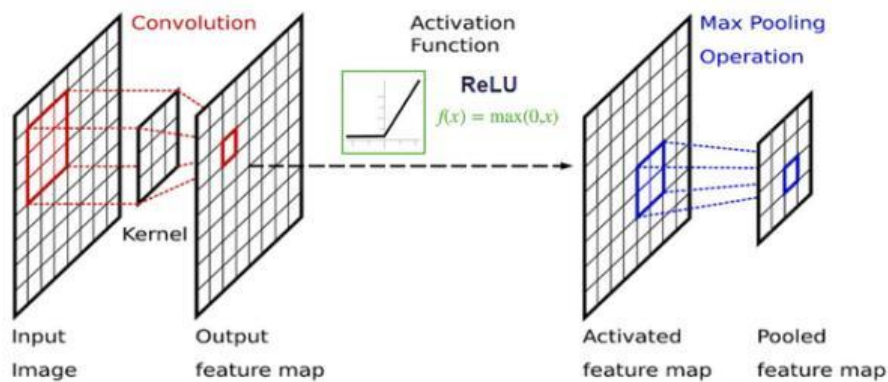 Convolution
Activation
Function
Max Pooling
Operation
ReLU
f(x) = max(0,x)
Kernel
Input
Image
Output
feature map
Activated
feature map
Pooled
feature map